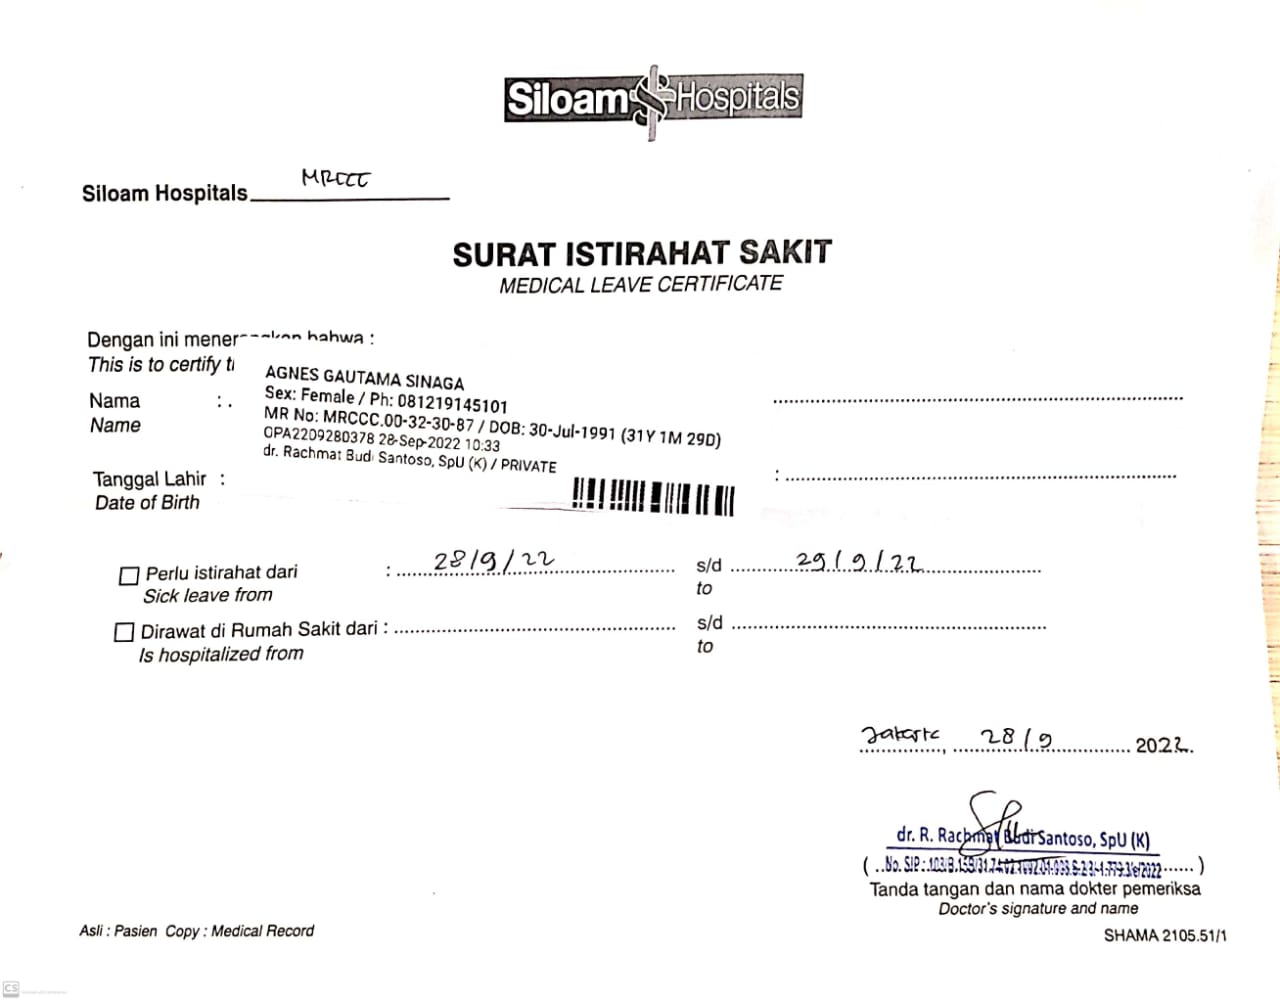 Siloam Hospitals
Siloam Hospitals MRCCC
SURAT ISTIRAHAT SAKIT
MEDICAL LEAVE CERTIFICATE
Dengan ini menerangkan bahwa :
This is to certify t
AGNES GAUTAMA SINAGA
Sex: Female / Ph: 081219145101
MR No: MRCCC.00-32-30-87 / DOB: 30-Jul-1991 (31Y 1M 29D)
OPA2209280378 28-Sep-2022 10:33
dr. Rachmat Budi Santoso, SpU (K) / PRIVATE
Nama :
Name
Tanggal Lahir : :
Date of Birth
Perlu istirahat dari : 28/9/22 s/d 29/9/22
Sick leave from to
Dirawat di Rumah Sakit dari : s/d
Is hospitalized from to
Jakarta, 28/9 2022.
dr. R. Rachmat Budi Santoso, SpU (K)
( No. SIP : )
Tanda tangan dan nama dokter pemeriksa
Doctor's signature and name
Asli : Pasien Copy : Medical Record
SHAMA 2105.51/1
CS